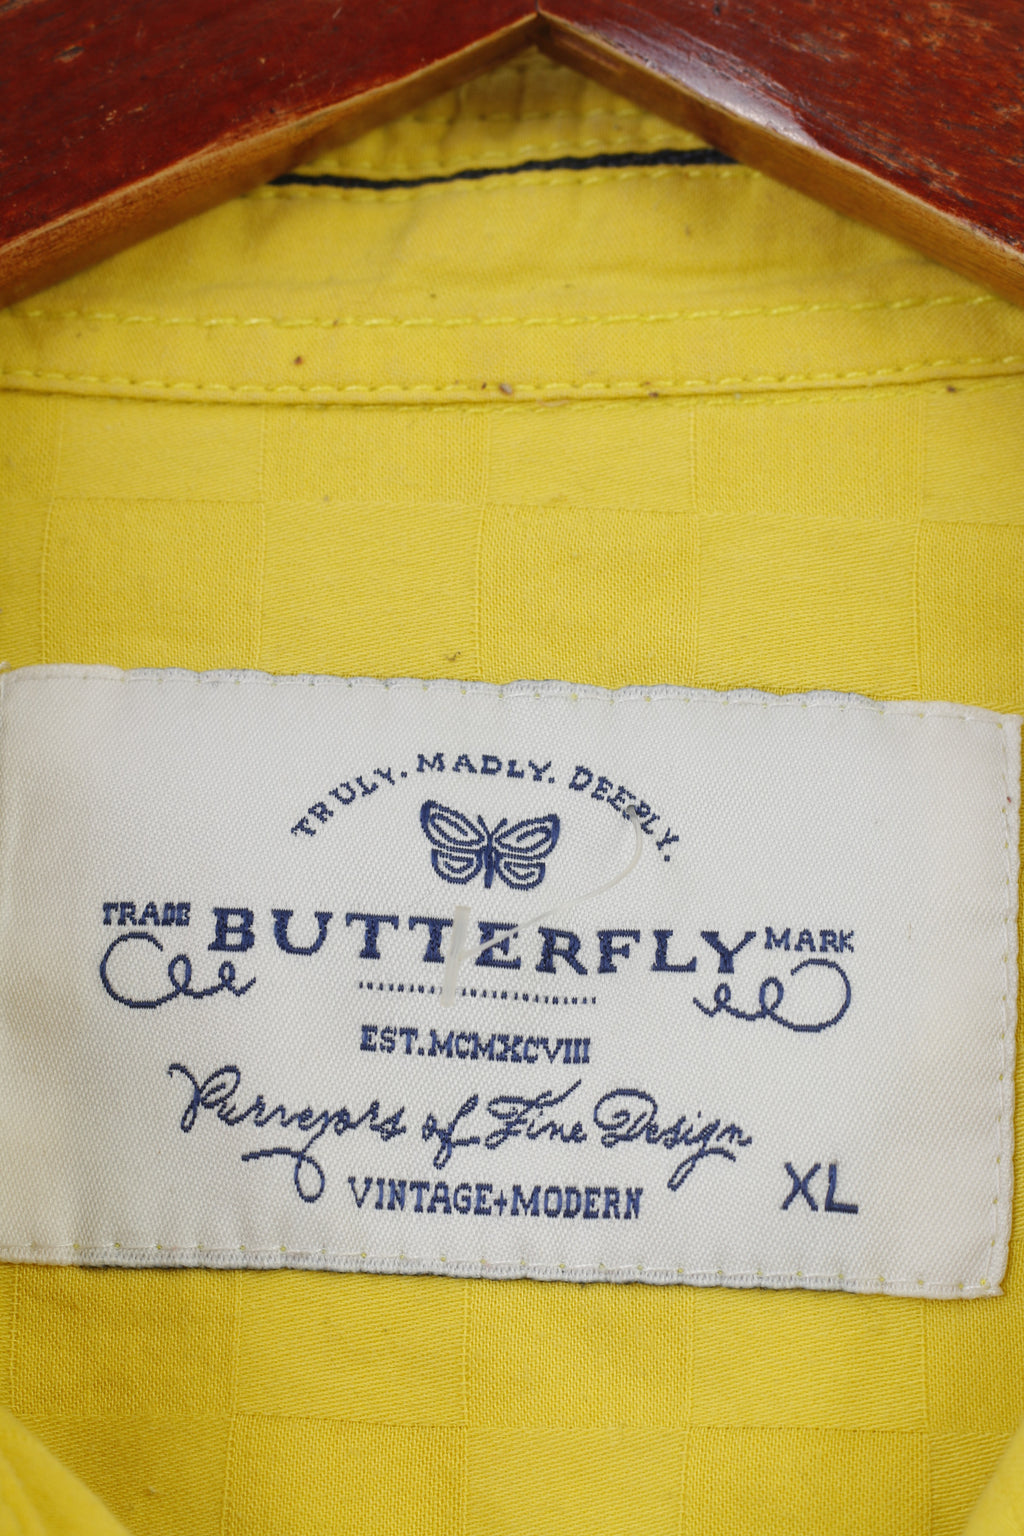 TRULY. MADLY. DEEPLY.
TRADE BUTTERFLY MARK
EST.MCMXCVIII
Purveyors of Fine Design
VINTAGE+MODERN
XL